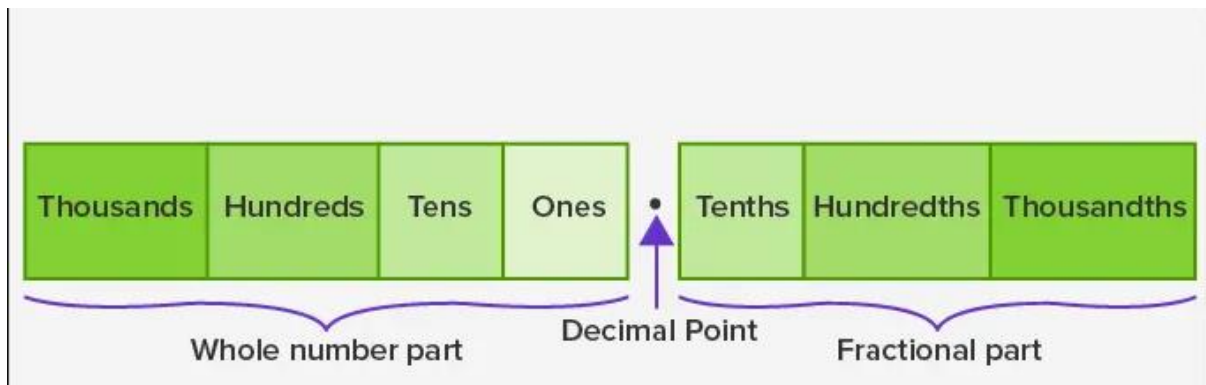 Thousands Hundreds Tens Ones . Tenths Hundredths Thousandths
Decimal Point
Whole number part Fractional part